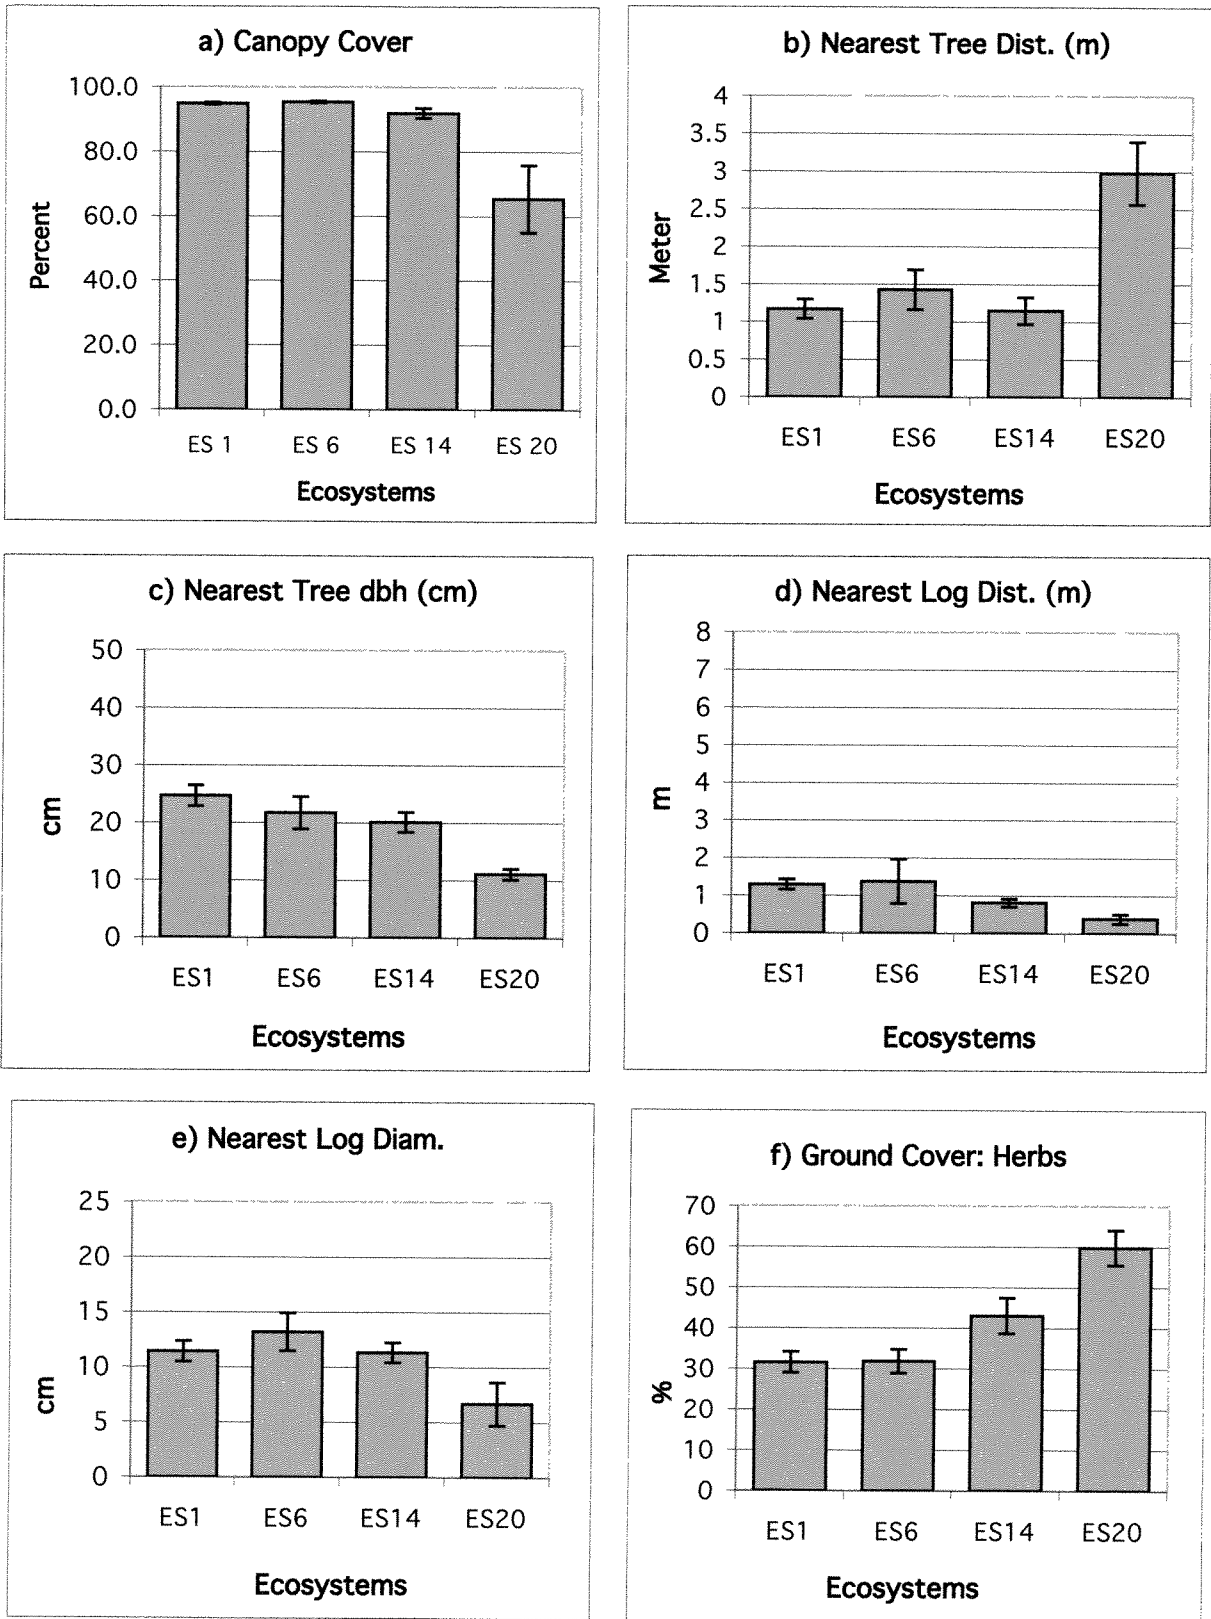 a) Canopy Cover
100.0
80.0
60.0
40.0
20.0
0.0
Percent
ES 1 ES 6 ES 14 ES 20
Ecosystems
b) Nearest Tree Dist. (m)
4
3.5
3
2.5
2
1.5
1
0.5
0
Meter
ES1 ES6 ES14 ES20
Ecosystems
c) Nearest Tree dbh (cm)
50
40
30
20
10
0
cm
ES1 ES6 ES14 ES20
Ecosystems
d) Nearest Log Dist. (m)
8
7
6
5
4
3
2
1
0
m
ES1 ES6 ES14 ES20
Ecosystems
e) Nearest Log Diam.
25
20
15
10
5
0
cm
ES1 ES6 ES14 ES20
Ecosystems
f) Ground Cover: Herbs
70
60
50
40
30
20
10
0
%
ES1 ES6 ES14 ES20
Ecosystems